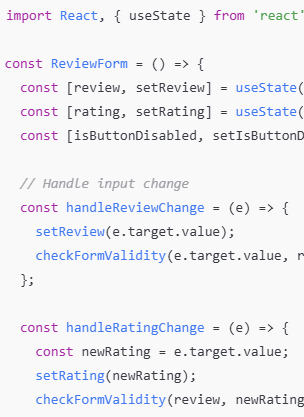 import React, { useState } from 'react'
const ReviewForm = () => {
const [review, setReview] = useState(
const [rating, setRating] = useState(
const [isButtonDisabled, setIsButtonD
// Handle input change
const handleReviewChange = (e) => {
setReview(e.target.value);
checkFormValidity(e.target.value, r
};
const handleRatingChange = (e) => {
const newRating = e.target.value;
setRating(newRating);
checkFormValidity(review, newRating